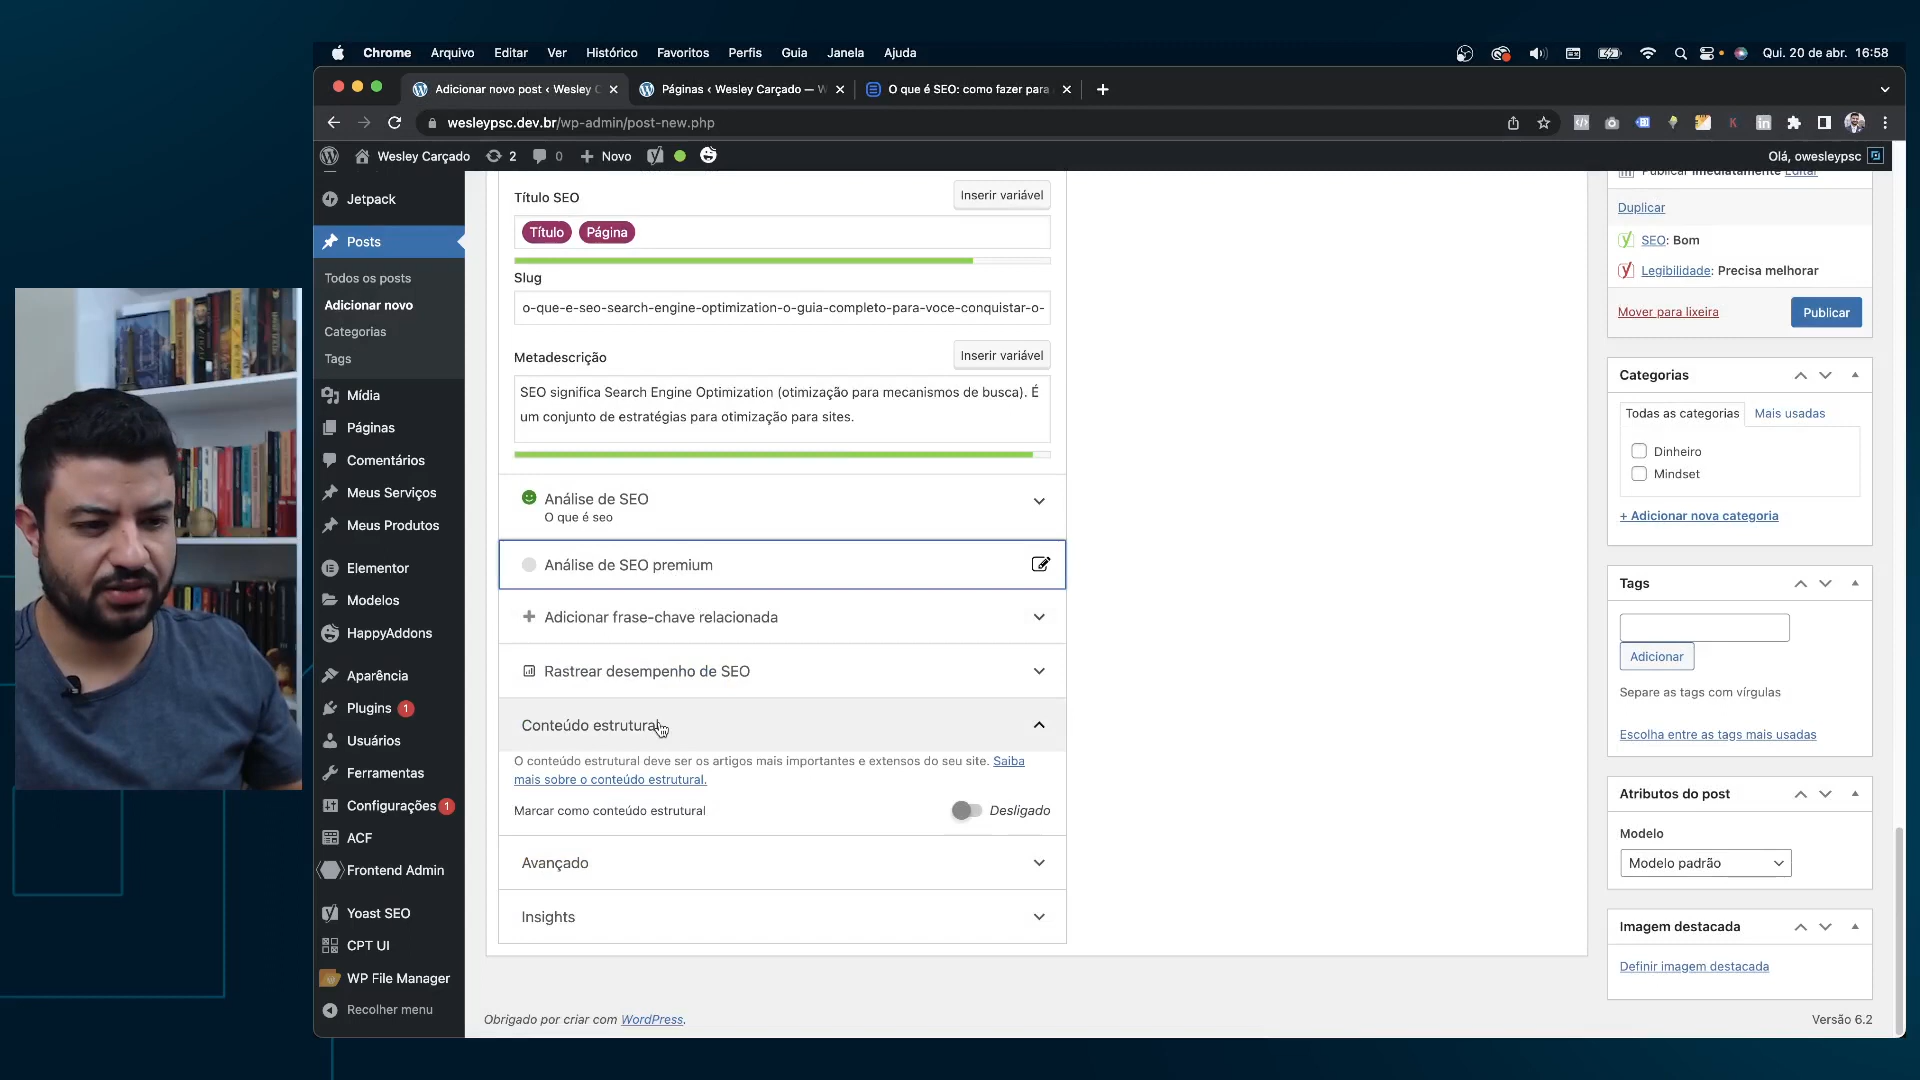 Chrome Arquivo Editar Ver Histórico Favoritos Perfis Guia Janela Ajuda Qui. 20 de abr. 16:58
Adicionar novo post ‹ Wesley C
Páginas ‹ Wesley Carçado — W
O que é SEO: como fazer para
wesleypsc.dev.br/wp-admin/post-new.php
Wesley Carçado 2 0 Novo
Olá, owesleypsc
Jetpack
Posts
Todos os posts
Adicionar novo
Categorias
Tags
Mídia
Páginas
Comentários
Meus Serviços
Meus Produtos
Elementor
Modelos
HappyAddons
Aparência
Plugins 1
Usuários
Ferramentas
Configurações 1
ACF
Frontend Admin
Yoast SEO
CPT UI
WP File Manager
Recolher menu
Título SEO
Inserir variável
Título Página
Slug
o-que-e-seo-search-engine-optimization-o-guia-completo-para-voce-conquistar-o-
Metadescrição
Inserir variável
SEO significa Search Engine Optimization (otimização para mecanismos de busca). É
um conjunto de estratégias para otimização para sites.
Análise de SEO
O que é seo
Análise de SEO premium
Adicionar frase-chave relacionada
Rastrear desempenho de SEO
Conteúdo estrutural
O conteúdo estrutural deve ser os artigos mais importantes e extensos do seu site. Saiba
mais sobre o conteúdo estrutural.
Marcar como conteúdo estrutural Desligado
Avançado
Insights
Obrigado por criar com WordPress.
Publicar imediatamente Editar
Duplicar
SEO: Bom
Legibilidade: Precisa melhorar
Mover para lixeira
Publicar
Categorias
Todas as categorias Mais usadas
Dinheiro
Mindset
+ Adicionar nova categoria
Tags
Adicionar
Separe as tags com vírgulas
Escolha entre as tags mais usadas
Atributos do post
Modelo
Modelo padrão
Imagem destacada
Definir imagem destacada
Versão 6.2